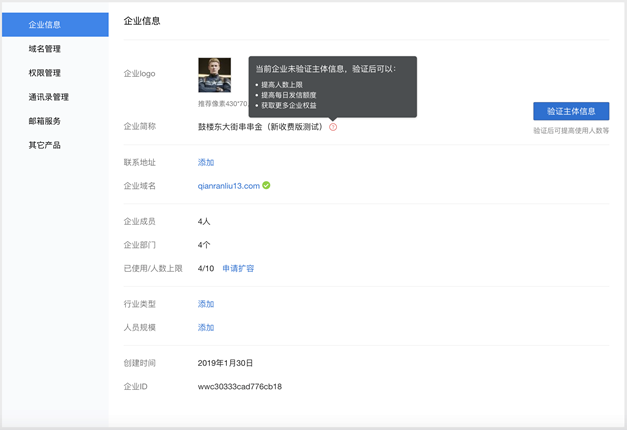 企业信息
域名管理
权限管理
通讯录管理
邮箱服务
其它产品
企业信息
企业logo
当前企业未验证主体信息，验证后可以：
• 提高人数上限
• 提高每日发信额度
• 获取更多企业权益
推荐像素430*70,
企业简称 鼓楼东大街串串金（新收费版测试）
验证主体信息
验证后可提高使用人数等
联系地址 添加
企业域名 qianranliu13.com
企业成员 4人
企业部门 4个
已使用/人数上限 4/10 申请扩容
行业类型 添加
人员规模 添加
创建时间 2019年1月30日
企业ID wwc30333cad776cb18